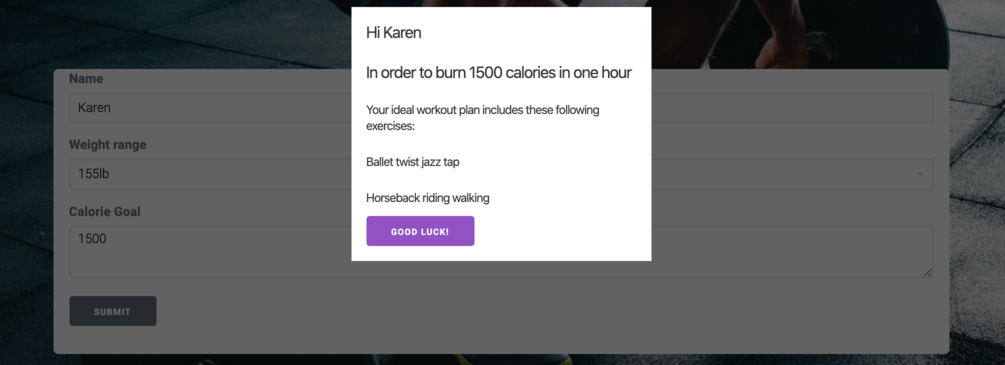 Hi Karen
In order to burn 1500 calories in one hour
Your ideal workout plan includes these following
exercises:
Ballet twist jazz tap
Horseback riding walking
GOOD LUCK!
Name
Karen
Weight range
155lb
Calorie Goal
1500
SUBMIT